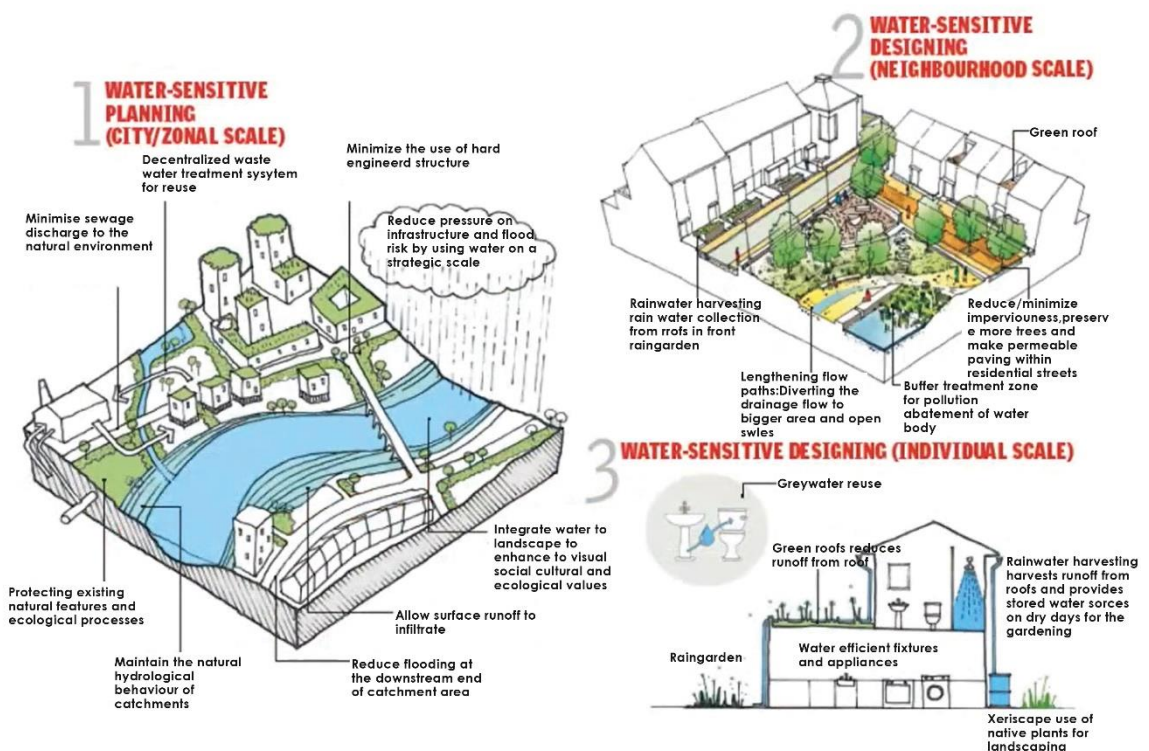 1
WATER-SENSITIVE
PLANNING
(CITY/ZONAL SCALE)
Decentralized waste
water treatment sysytem
for reuse
Minimize the use of hard
engineerd structure
Minimise sewage
discharge to the
natural environment
Reduce pressure on
infrastructure and flood
risk by using water on a
strategic scale
Protecting existing
natural features and
ecological processes
Maintain the natural
hydrological
behaviour of
catchments
Reduce flooding at
the downstream end
of catchment area
Allow surface runoff to
infiltrate
Integrate water to
landscape to
enhance to visual
social cultural and
ecological values
2
WATER-SENSITIVE
DESIGNING
(NEIGHBOURHOOD SCALE)
Green roof
Rainwater harvesting
rain water collection
from rrofs in front
raingarden
Lengthening flow
paths:Diverting the
drainage flow to
bigger area and open
swles
Buffer treatment zone
for pollution
abatement of water
body
Reduce/minimize
imperviouness,preserv
e more trees and
make permeable
paving within
residential streets
3
WATER-SENSITIVE DESIGNING (INDIVIDUAL SCALE)
Greywater reuse
Green roofs reduces
runoff from roof
Rainwater harvesting
harvests runoff from
roofs and provides
stored water sorces
on dry days for the
gardening
Raingarden
Water efficient fixtures
and appliances
Xeriscape use of
native plants for
landscaping